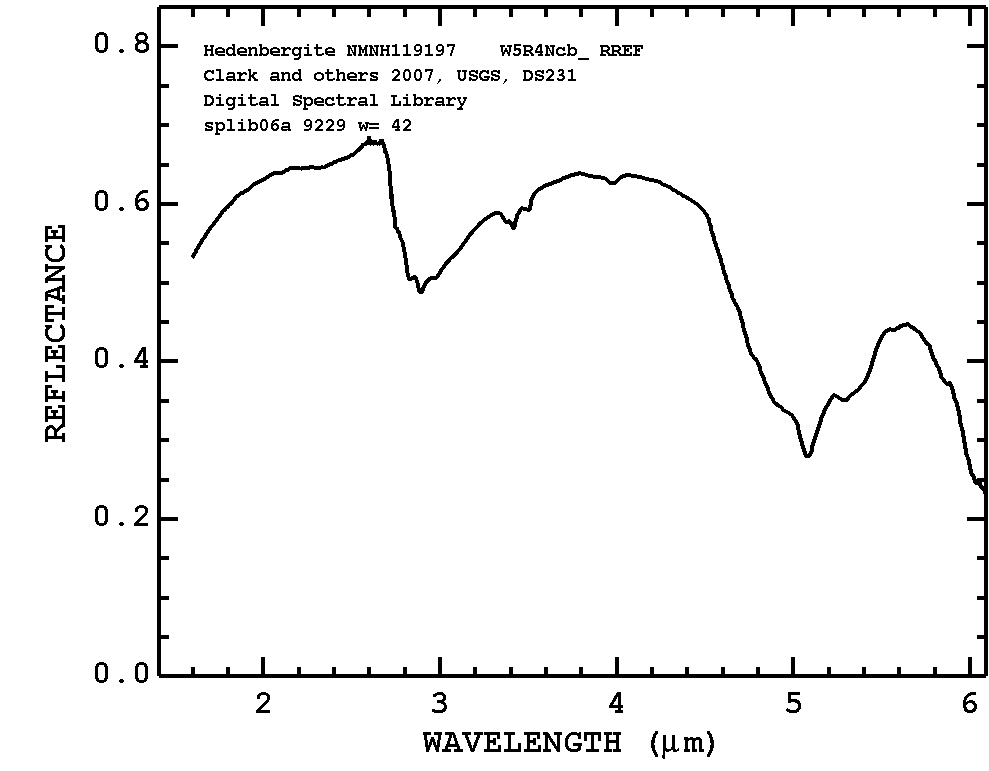 Hedenbergite NMNH119197 W5R4Ncb_ RREF
Clark and others 2007, USGS, DS231
Digital Spectral Library
splib06a 9229 w= 42
REFLECTANCE
0.8
0.6
0.4
0.2
0.0
2 3 4 5 6
WAVELENGTH (μm)